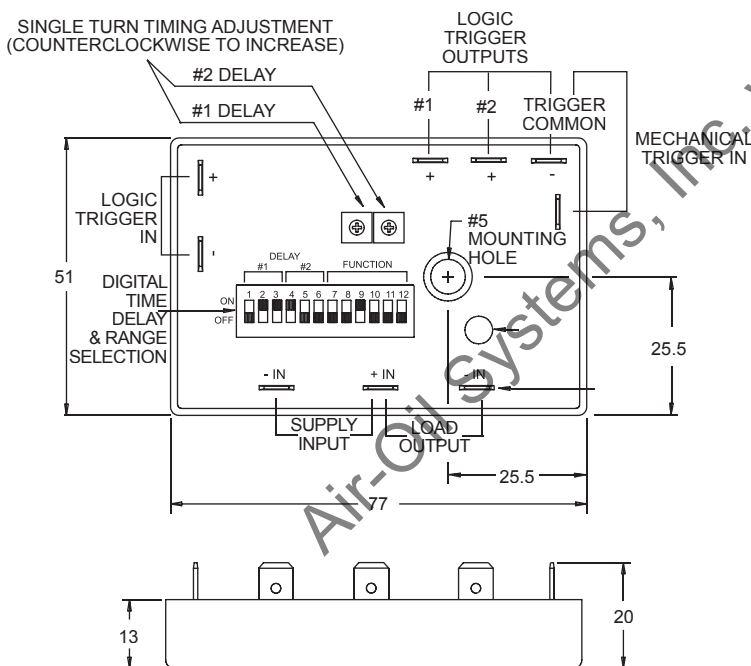 SINGLE TURN TIMING ADJUSTMENT
(COUNTERCLOCKWISE TO INCREASE)
#2 DELAY
#1 DELAY
LOGIC
TRIGGER
OUTPUTS
#1
#2
TRIGGER
COMMON
MECHANICAL
TRIGGER IN
+
+
-
LOGIC
TRIGGER
IN
+
-
#5
MOUNTING
HOLE
51
DIGITAL
TIME
DELAY
& RANGE
SELECTION
DELAY
#1
#2
FUNCTION
1 2 3 4 5 6 7 8 9 10 11 12
ON
OFF
- IN
+ IN
- IN
SUPPLY
INPUT
LOAD
OUTPUT
25.5
25.5
77
13
20
Air-Oil Systems, Inc.